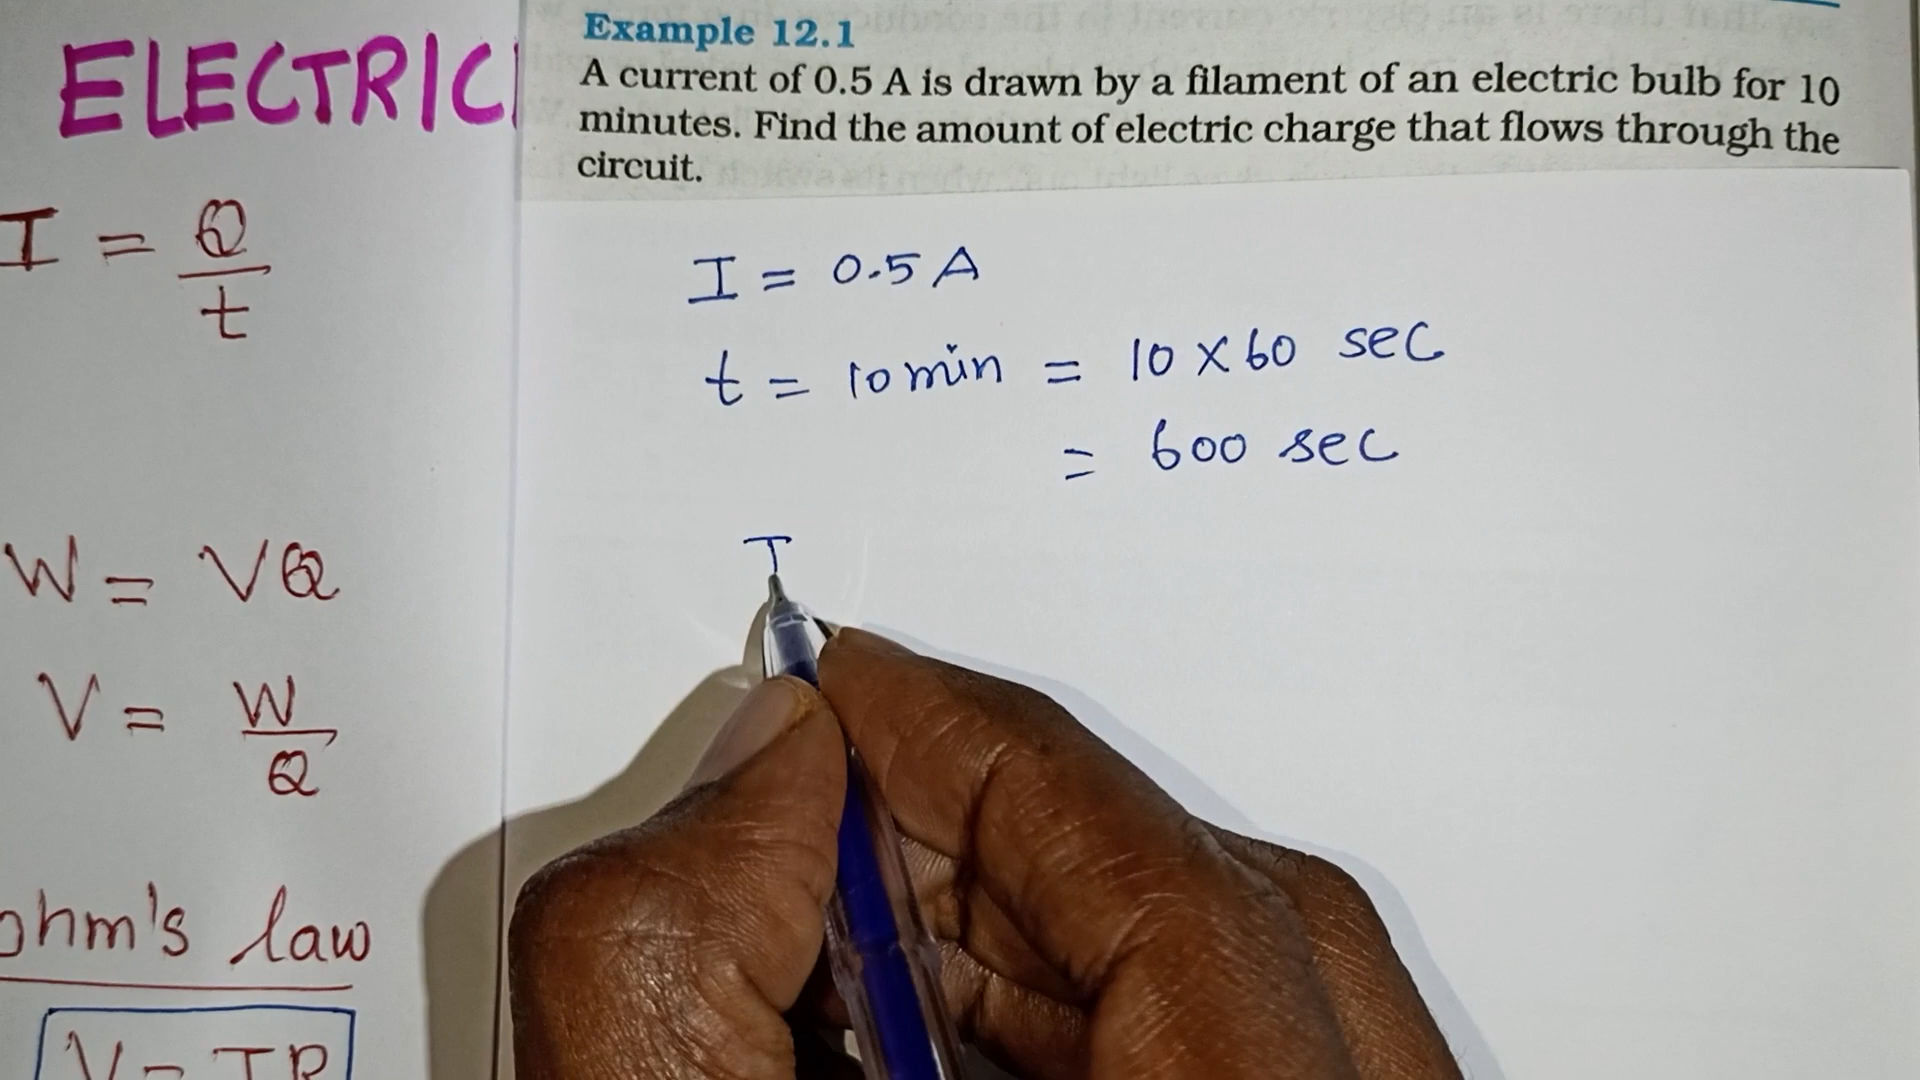 ELECTRIC
I = Q
t
W = VQ
V = W
Q
ohm's law
V = IR
Example 12.1
A current of 0.5 A is drawn by a filament of an electric bulb for 10
minutes. Find the amount of electric charge that flows through the
circuit.
I = 0.5 A
t = 10 min = 10 × 60 sec
= 600 sec
I